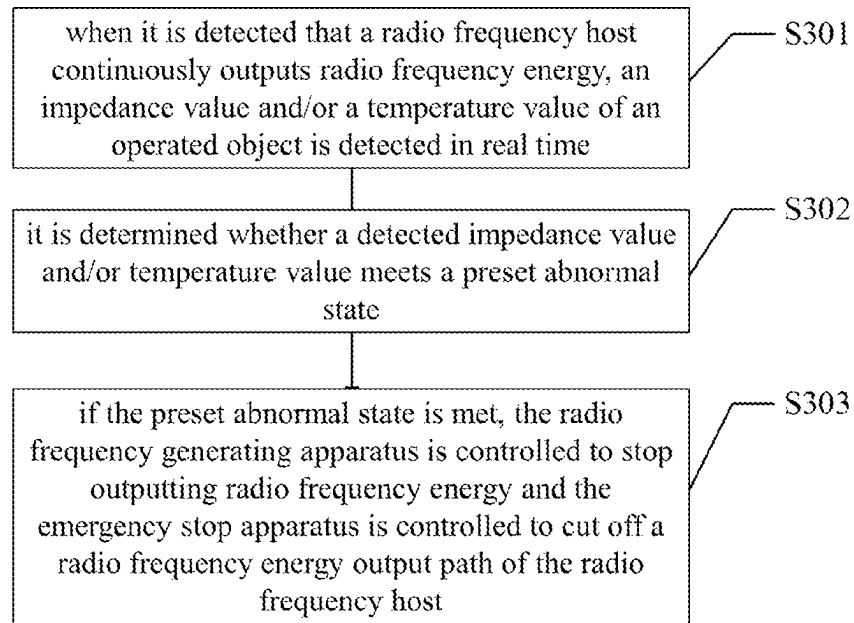 when it is detected that a radio frequency host
continuously outputs radio frequency energy, an
impedance value and/or a temperature value of an
operated object is detected in real time
S301
it is determined whether a detected impedance value
and/or temperature value meets a preset abnormal
state
S302
if the preset abnormal state is met, the radio
frequency generating apparatus is controlled to stop
outputting radio frequency energy and the
emergency stop apparatus is controlled to cut off a
radio frequency energy output path of the radio
frequency host
S303